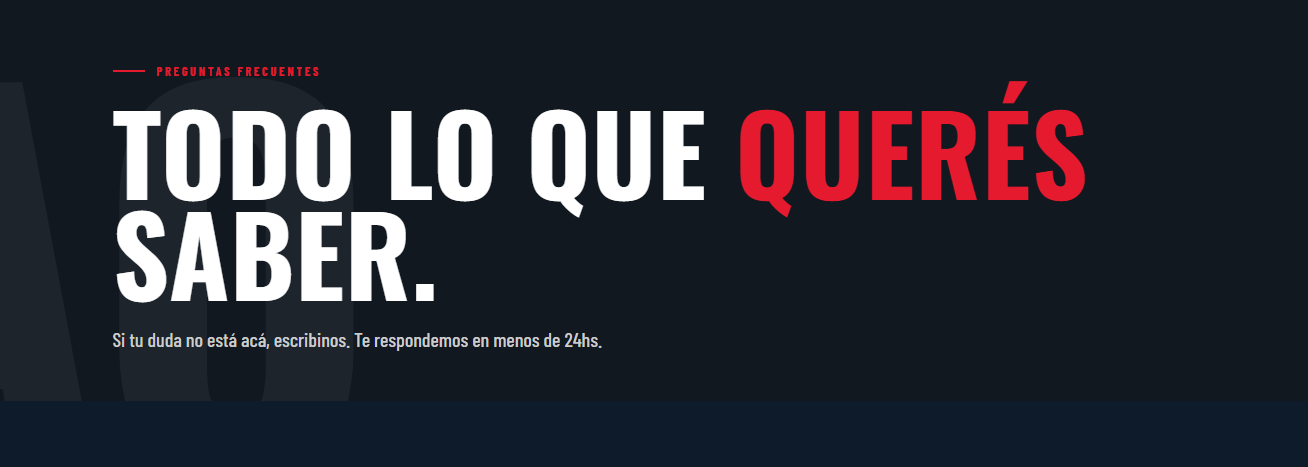 PREGUNTAS FRECUENTES
TODO LO QUE QUERÉS
SABER.
Si tu duda no está acá, escribinos. Te respondemos en menos de 24hs.